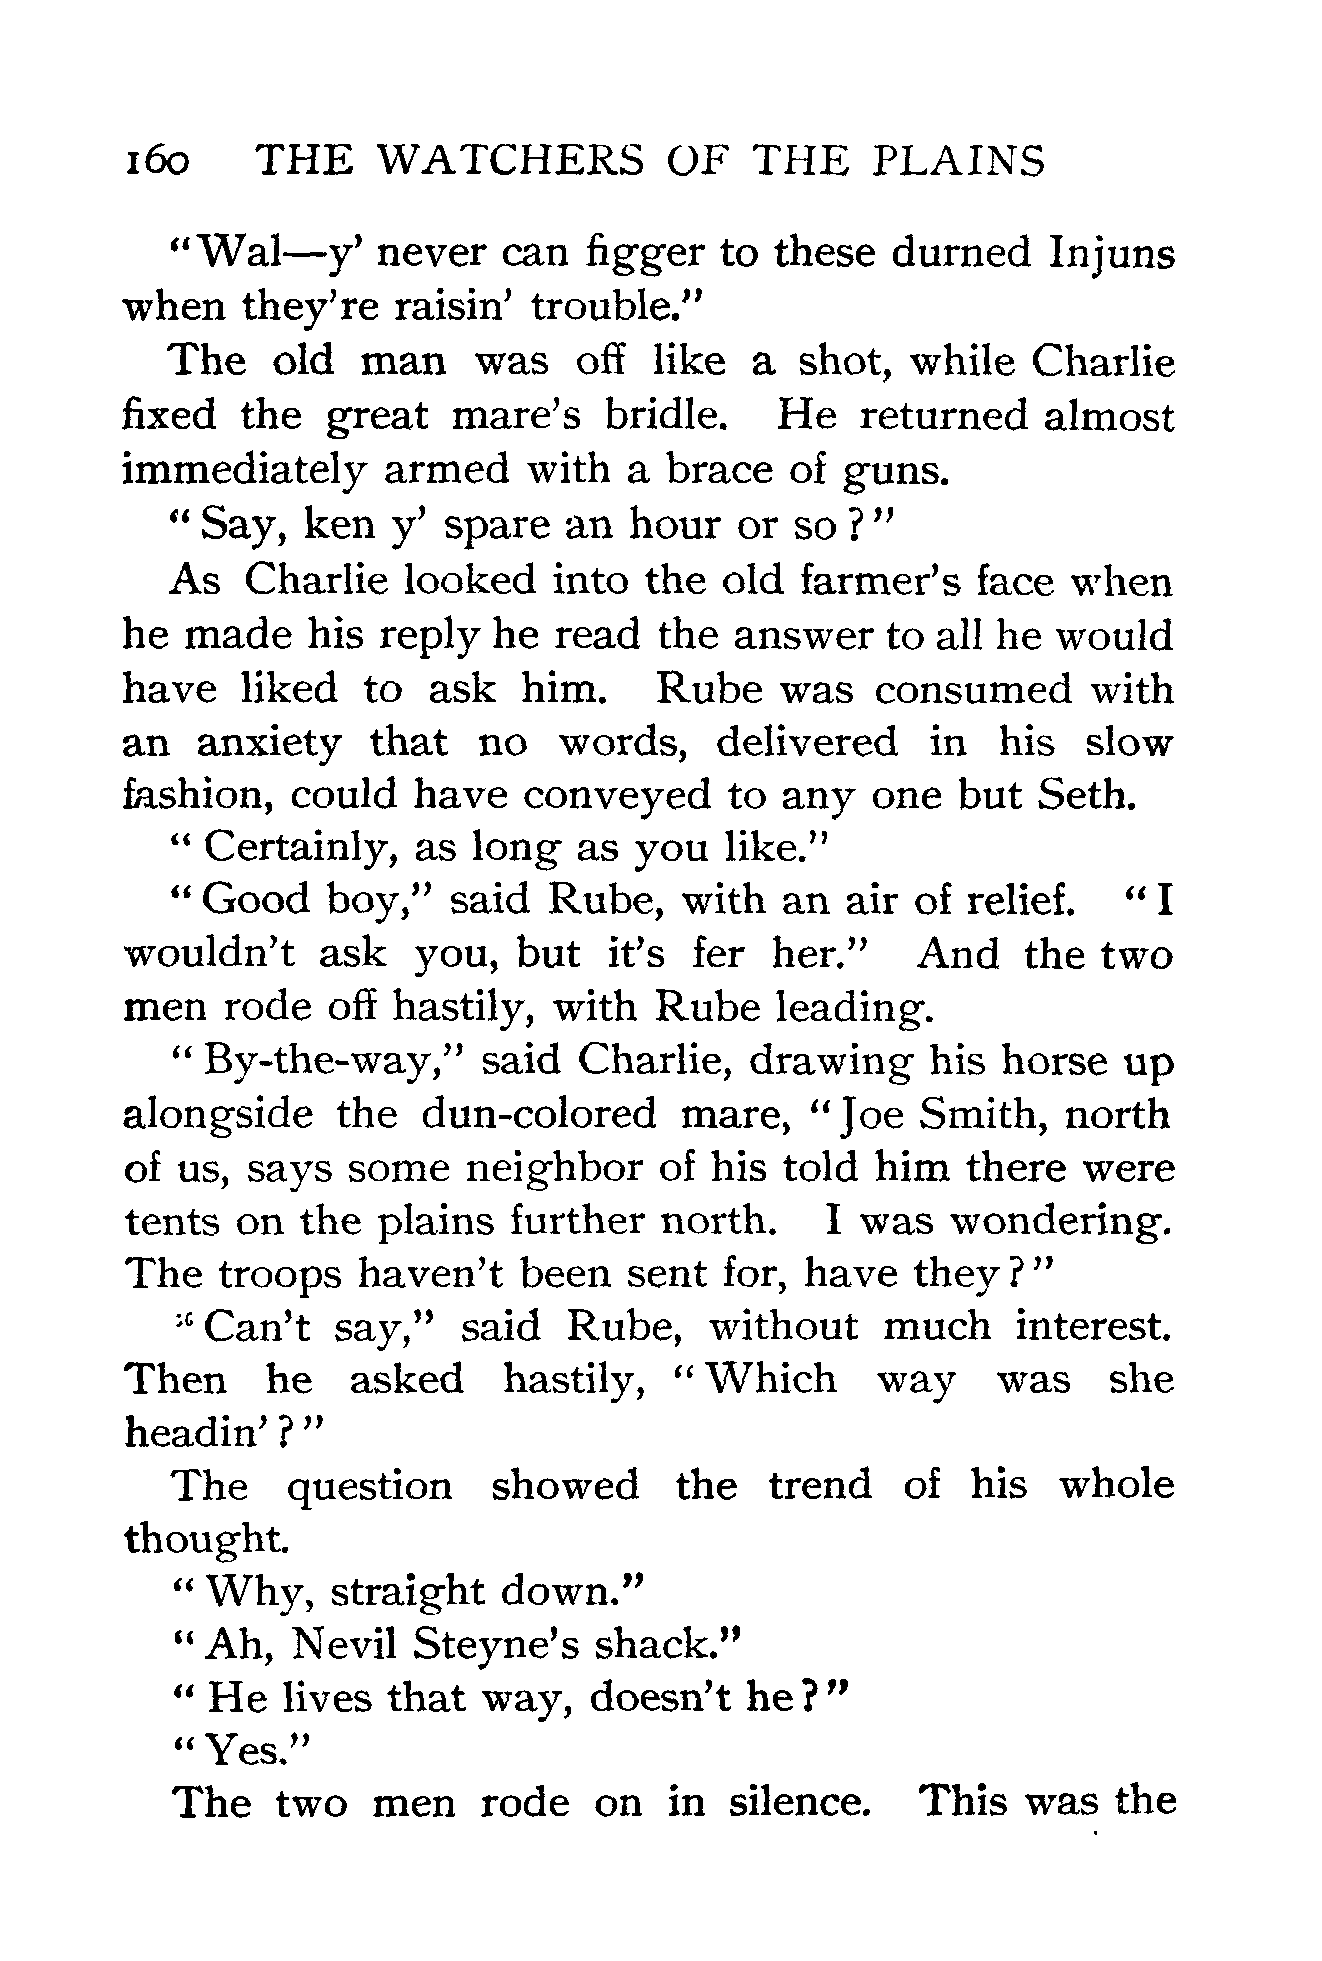 160 THE WATCHERS OF THE PLAINS
"Wal—y' never can figger to these durned Injuns
when they're raisin' trouble."
The old man was off like a shot, while Charlie
fixed the great mare's bridle. He returned almost
immediately armed with a brace of guns.
"Say, ken y' spare an hour or so?"
As Charlie looked into the old farmer's face when
he made his reply he read the answer to all he would
have liked to ask him. Rube was consumed with
an anxiety that no words, delivered in his slow
fashion, could have conveyed to any one but Seth.
"Certainly, as long as you like."
"Good boy," said Rube, with an air of relief. "I
wouldn't ask you, but it's fer her." And the two
men rode off hastily, with Rube leading.
"By-the-way," said Charlie, drawing his horse up
alongside the dun-colored mare, "Joe Smith, north
of us, says some neighbor of his told him there were
tents on the plains further north. I was wondering.
The troops haven't been sent for, have they?"
"Can't say," said Rube, without much interest.
Then he asked hastily, "Which way was she
headin'?"
The question showed the trend of his whole
thought.
"Why, straight down."
"Ah, Nevil Steyne's shack."
"He lives that way, doesn't he?"
"Yes."
The two men rode on in silence. This was the